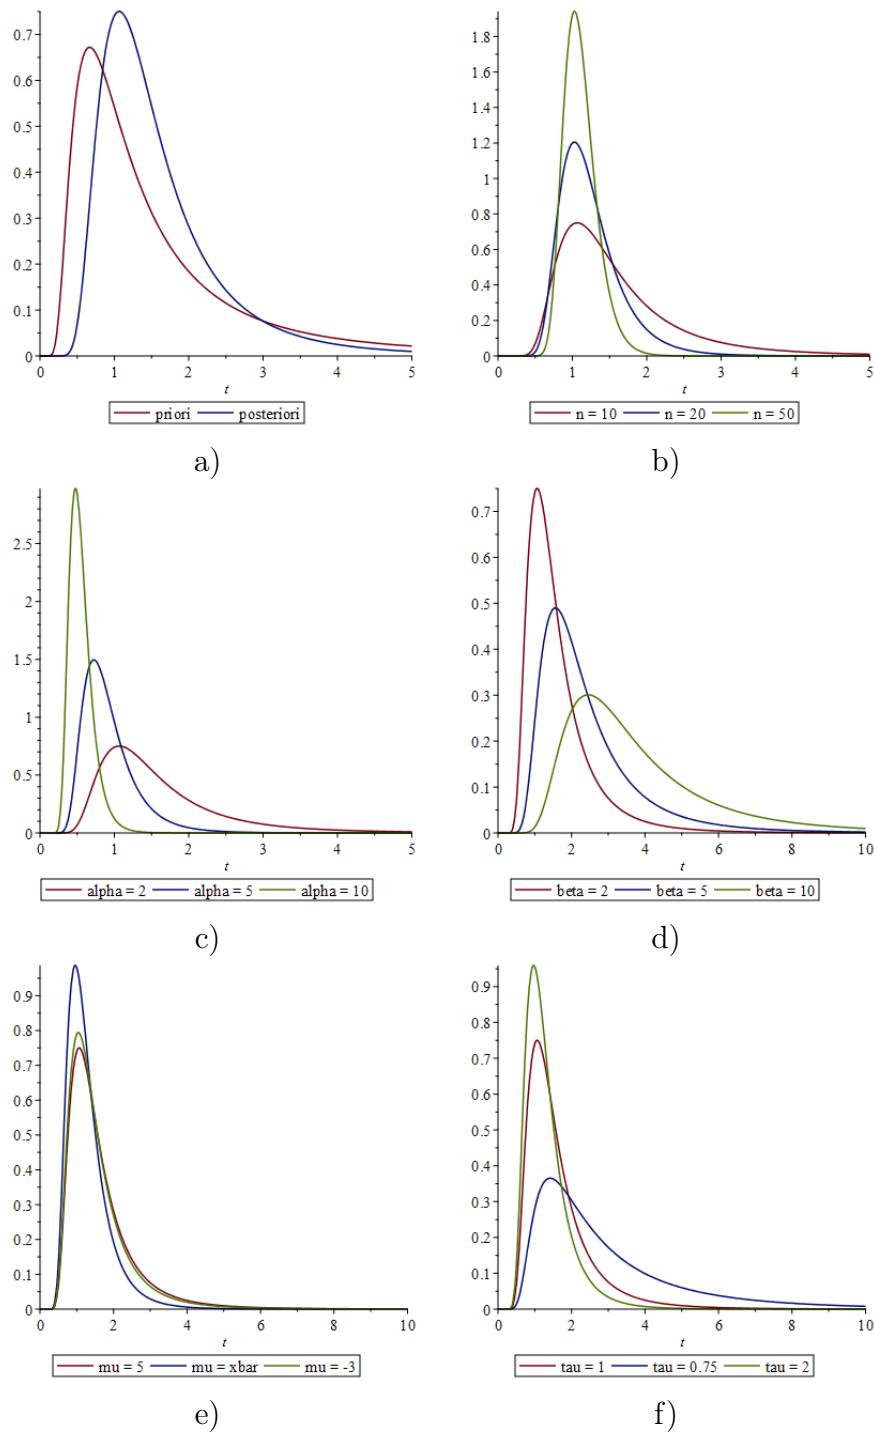 0.7
0.6
0.5
0.4
0.3
0.2
0.1
0
0 1 2 3 4 5
t
priori posteriori
a)
1.8
1.6
1.4
1.2
1
0.8
0.6
0.4
0.2
0
0 1 2 3 4 5
t
n = 10 n = 20 n = 50
b)
2.5
2
1.5
1
0.5
0
0 1 2 3 4 5
t
alpha = 2 alpha = 5 alpha = 10
c)
0.7
0.6
0.5
0.4
0.3
0.2
0.1
0
0 2 4 6 8 10
t
beta = 2 beta = 5 beta = 10
d)
0.9
0.8
0.7
0.6
0.5
0.4
0.3
0.2
0.1
0
0 2 4 6 8 10
t
mu = 5 mu = xbar mu = -3
e)
0.9
0.8
0.7
0.6
0.5
0.4
0.3
0.2
0.1
0
0 2 4 6 8 10
t
tau = 1 tau = 0.75 tau = 2
f)